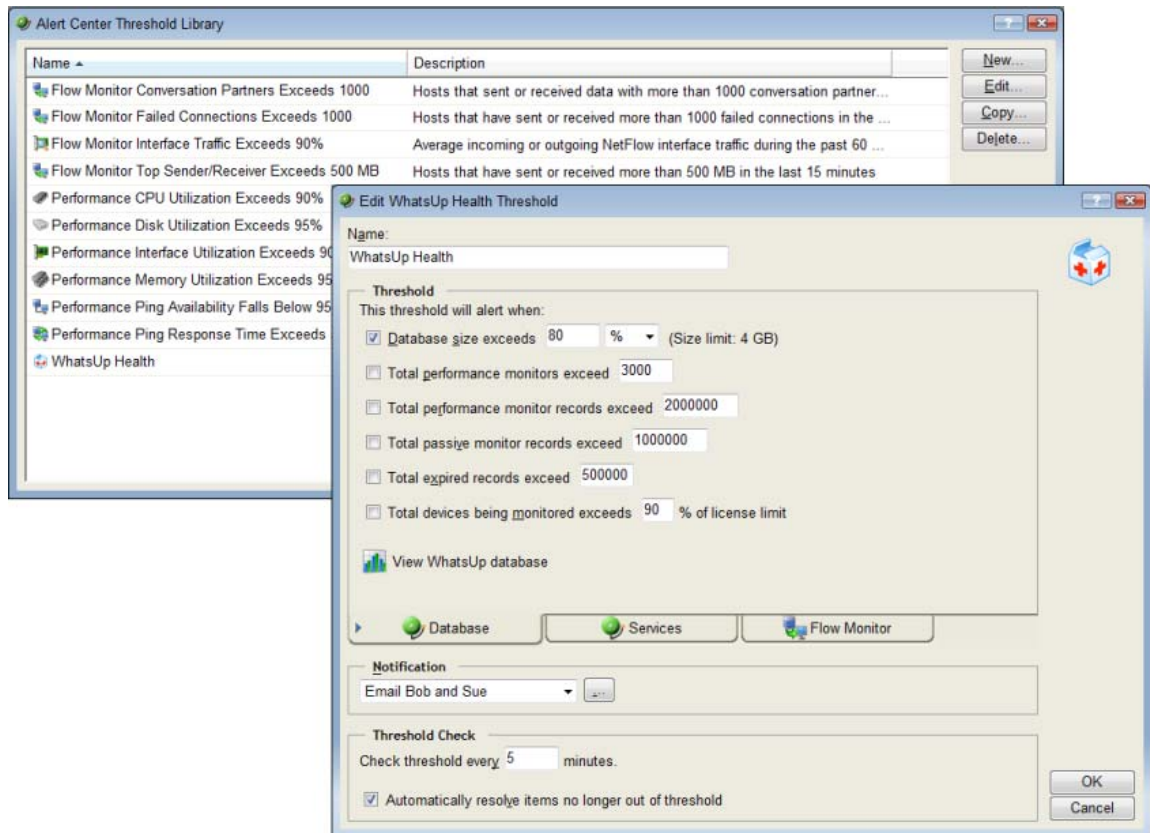 Alert Center Threshold Library
Name Description
Flow Monitor Conversation Partners Exceeds 1000 Hosts that sent or received data with more than 1000 conversation partner...
Flow Monitor Failed Connections Exceeds 1000 Hosts that have sent or received more than 1000 failed connections in the ...
Flow Monitor Interface Traffic Exceeds 90% Average incoming or outgoing NetFlow interface traffic during the past 60 ...
Flow Monitor Top Sender/Receiver Exceeds 500 MB Hosts that have sent or received more than 500 MB in the last 15 minutes
Performance CPU Utilization Exceeds 90%
Performance Disk Utilization Exceeds 95%
Performance Interface Utilization Exceeds 90
Performance Memory Utilization Exceeds 95
Performance Ping Availability Falls Below 95
Performance Ping Response Time Exceeds
WhatsUp Health
New...
Edit...
Copy...
Delete...
Edit WhatsUp Health Threshold
Name:
WhatsUp Health
Threshold
This threshold will alert when:
Database size exceeds 80 % (Size limit: 4 GB)
Total performance monitors exceed 3000
Total performance monitor records exceed 2000000
Total passive monitor records exceed 1000000
Total expired records exceed 500000
Total devices being monitored exceeds 90 % of license limit
View WhatsUp database
Database Services Flow Monitor
Notification
Email Bob and Sue ...
Threshold Check
Check threshold every 5 minutes.
Automatically resolve items no longer out of threshold
OK
Cancel